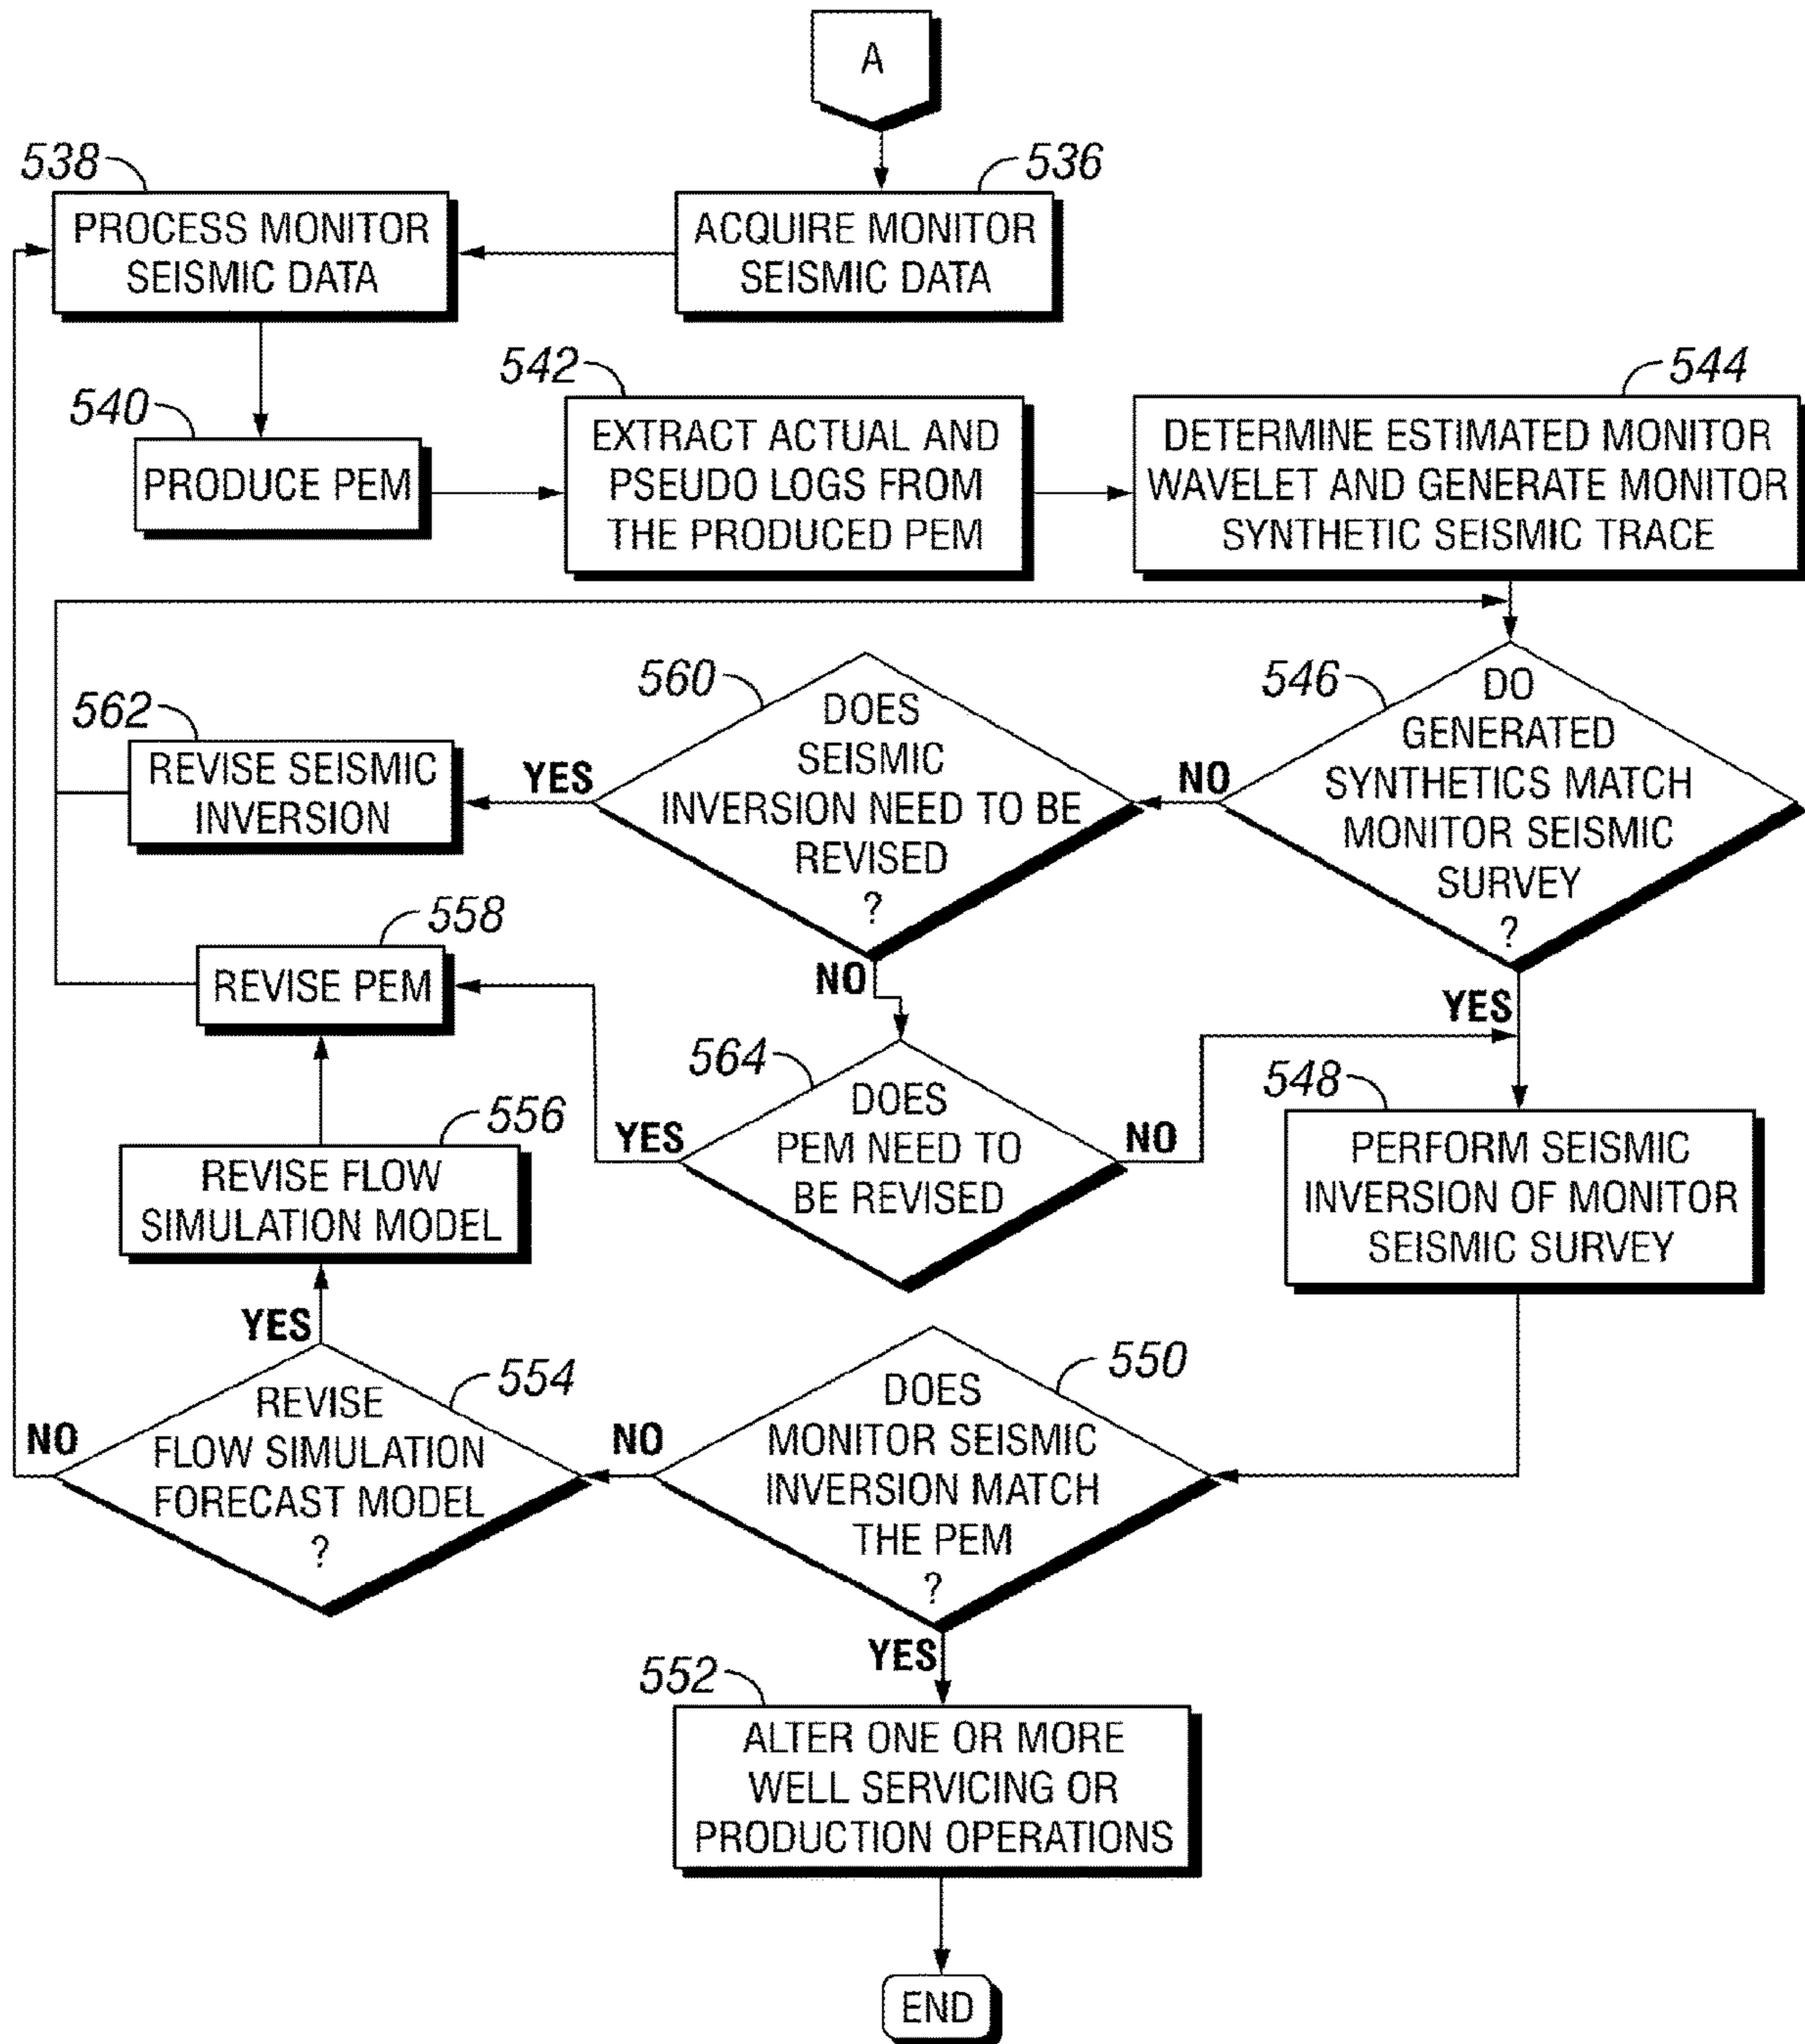 A
536
ACQUIRE MONITOR
SEISMIC DATA
538
PROCESS MONITOR
SEISMIC DATA
540
PRODUCE PEM
542
EXTRACT ACTUAL AND
PSEUDO LOGS FROM
THE PRODUCED PEM
544
DETERMINE ESTIMATED MONITOR
WAVELET AND GENERATE MONITOR
SYNTHETIC SEISMIC TRACE
546
DO
GENERATED
SYNTHETICS MATCH
MONITOR SEISMIC
SURVEY
?
NO
YES
560
DOES
SEISMIC
INVERSION NEED TO BE
REVISED
?
YES
NO
562
REVISE SEISMIC
INVERSION
558
REVISE PEM
564
DOES
PEM NEED TO
BE REVISED
YES
NO
548
PERFORM SEISMIC
INVERSION OF MONITOR
SEISMIC SURVEY
556
REVISE FLOW
SIMULATION MODEL
YES
554
REVISE
FLOW SIMULATION
FORECAST MODEL
?
NO
550
DOES
MONITOR SEISMIC
INVERSION MATCH
THE PEM
?
NO
YES
552
ALTER ONE OR MORE
WELL SERVICING OR
PRODUCTION OPERATIONS
END